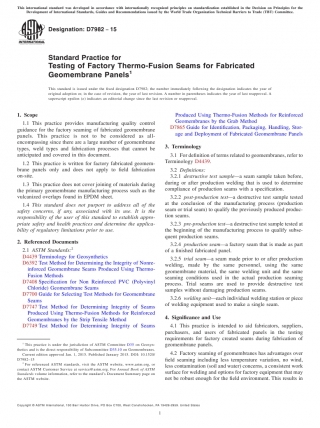 This international standard was developed in accordance with internationally recognized principles on standardization established in the Decision on Principles for the
Development of International Standards, Guides and Recommendations issued by the World Trade Organization Technical Barriers to Trade (TBT) Committee.
Designation: D7982 − 15
INTERNATIONAL
Standard Practice for
Testing of Factory Thermo-Fusion Seams for Fabricated
Geomembrane Panels¹
This standard is issued under the fixed designation D7982; the number immediately following the designation indicates the year of
original adoption or, in the case of revision, the year of last revision. A number in parentheses indicates the year of last reapproval. A
superscript epsilon (ε) indicates an editorial change since the last revision or reapproval.
1. Scope
1.1 This practice provides manufacturing quality control
guidance for the factory seaming of fabricated geomembrane
panels. This practice is not to be considered as all-
encompassing since there are a large number of geomembrane
types, weld types and fabrication processes that cannot be
anticipated and covered in this document.
1.2 This practice is written for factory fabricated geomem-
brane panels only and does not apply to field fabrication
on-site.
1.3 This practice does not cover joining of materials during
the primary geomembrane manufacturing process such as the
vulcanized overlaps found in EPDM sheet.
1.4 This standard does not purport to address all of the
safety concerns, if any, associated with its use. It is the
responsibility of the user of this standard to establish appro-
priate safety and health practices and determine the applica-
bility of regulatory limitations prior to use.
2. Referenced Documents
2.1 ASTM Standards:²
D4439 Terminology for Geosynthetics
D6392 Test Method for Determining the Integrity of Nonre-
inforced Geomembrane Seams Produced Using Thermo-
Fusion Methods
D7408 Specification for Non Reinforced PVC (Polyvinyl
Chloride) Geomembrane Seams
D7700 Guide for Selecting Test Methods for Geomembrane
Seams
D7747 Test Method for Determining Integrity of Seams
Produced Using Thermo-Fusion Methods for Reinforced
Geomembranes by the Strip Tensile Method
D7749 Test Method for Determining Integrity of Seams
Produced Using Thermo-Fusion Methods for Reinforced
Geomembranes by the Grab Method
D7865 Guide for Identification, Packaging, Handling, Stor-
age and Deployment of Fabricated Geomembrane Panels
3. Terminology
3.1 For definition of terms related to geomembranes, refer to
Terminology D4439.
3.2 Definitions:
3.2.1 destructive test sample—a seam sample taken before,
during or after production welding that is used to determine
compliance of production seams with a specification.
3.2.2 post-production test—a destructive test sample tested
at the conclusion of the seaming process (production
seam or trial seam) to qualify the previously produced produc-
tion seams.
3.2.3 pre-production test—a destructive test sample tested at
the beginning of the manufacturing process to qualify subse-
quent production seams.
3.2.4 production seam—a factory seam that is made as part
of a finished fabricated panel.
3.2.5 trial seam—a seam made prior to or after production
welding, made by the same personnel, using the same
geomembrane material, the same welding unit and the same
seaming conditions used in the actual production seaming
process. Trial seams are used to provide destructive test
samples without damaging production seams.
3.2.6 welding unit—each individual welding station or piece
of welding equipment used to make a single seam.
4. Significance and Use
4.1 This practice is intended to aid fabricators, suppliers,
purchasers, and users of fabricated panels in the testing
requirements for factory created seams during fabrication of
geomembrane panels.
4.2 Factory seaming of geomembranes has advantages over
field seaming including less temperature variation, no wind,
less contamination (soil and water) concerns, a consistent work
surface for welding and options for factory equipment that may
not be robust enough for the field environment. This results in
¹ This practice is under the jurisdiction of ASTM Committee D35 on Geosyn-
thetics and is the direct responsibility of Subcommittee D35.10 on Geomembranes.
Current edition approved Jan. 1, 2015. Published January 2015. DOI: 10.1520/
D7982-15
² For referenced ASTM standards, visit the ASTM website, www.astm.org, or
contact ASTM Customer Service at service@astm.org. For Annual Book of ASTM
Standards volume information, refer to the standard's Document Summary page on
the ASTM website.
Copyright © ASTM International, 100 Barr Harbor Drive, PO Box C700, West Conshohocken, PA 19428-2959. United States
1